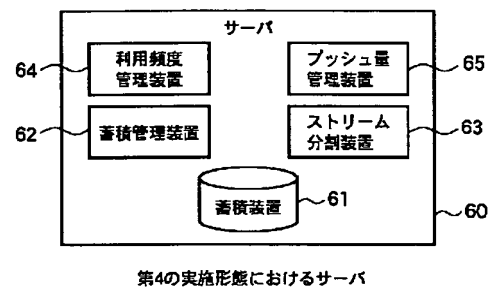 サーバ
64
利用頻度
管理装置
プッシュ量
管理装置
65
62
蓄積管理装置
ストリーム
分割装置
63
蓄積装置
61
60
第4の実施形態におけるサーバ